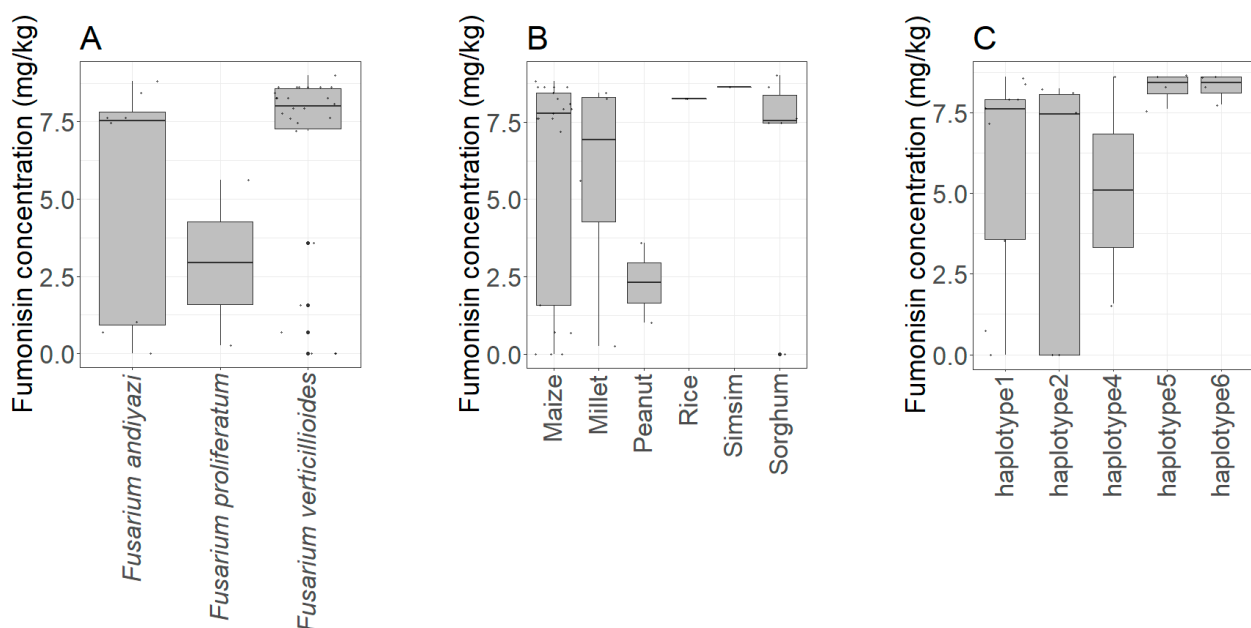 A
Fumonisin concentration (mg/kg)
7.5
5.0
2.5
0.0
Fusarium andiyazi
Fusarium proliferatum
Fusarium verticillioides
B
Fumonisin concentration (mg/kg)
7.5
5.0
2.5
0.0
Maize
Millet
Peanut
Rice
Simsim
Sorghum
C
Fumonisin concentration (mg/kg)
7.5
5.0
2.5
0.0
haplotype1
haplotype2
haplotype4
haplotype5
haplotype6